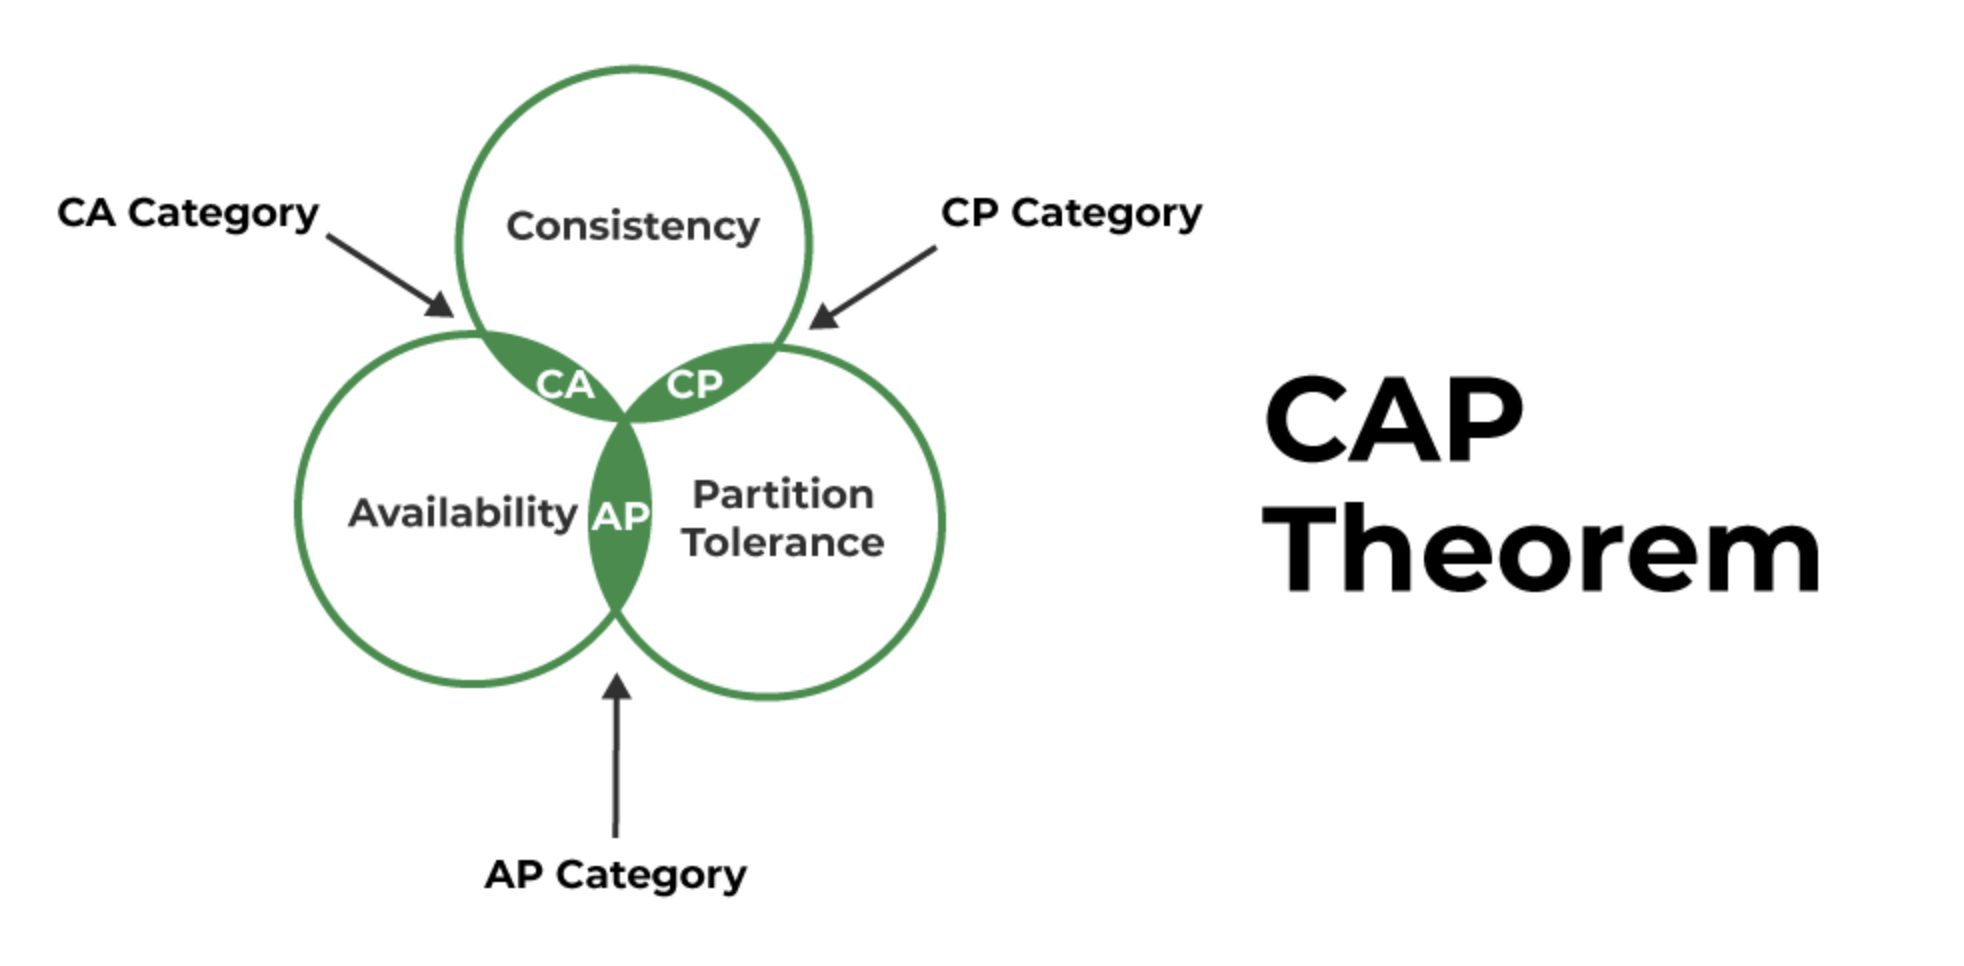 CA Category
Consistency
CP Category
CA
CP
Availability
AP
Partition
Tolerance
AP Category
CAP
Theorem